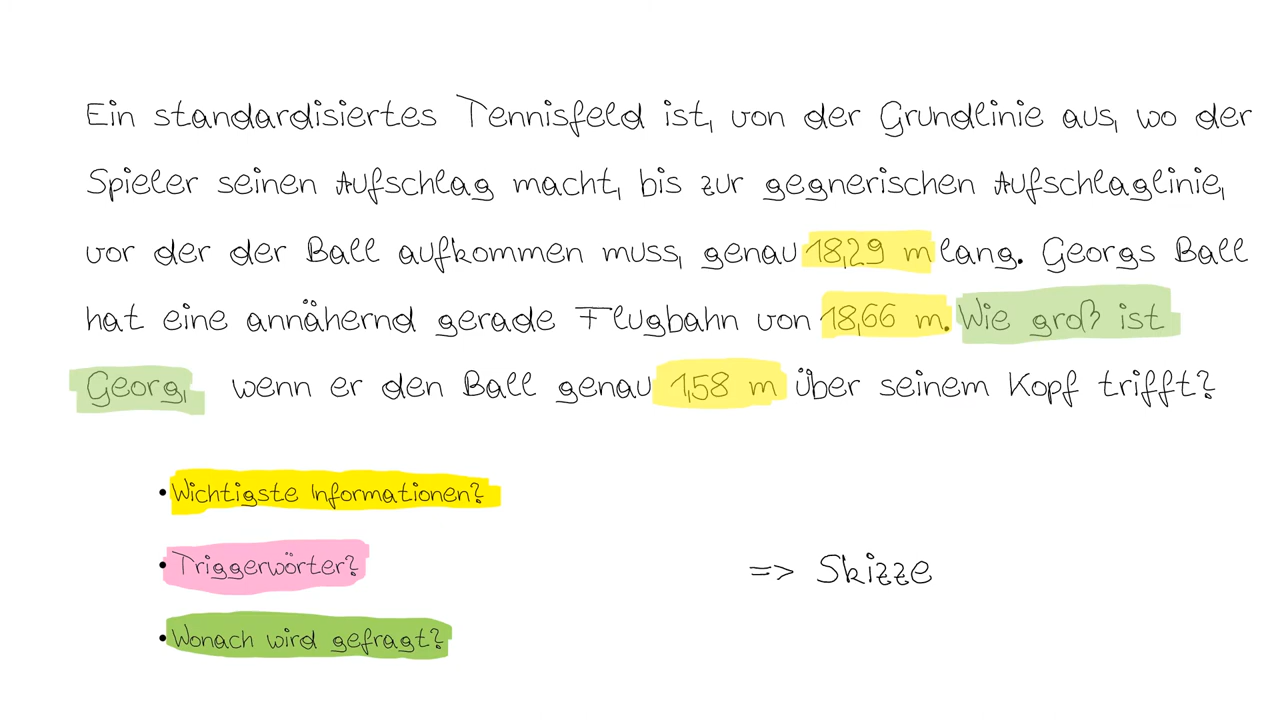 Ein standardisiertes Tennisfeld ist, von der Grundlinie aus, wo der
Spieler seinen Aufschlag macht, bis zur gegnerischen Aufschlaglinie,
vor der der Ball aufkommen muss, genau 18,29 m lang. Georgs Ball
hat eine annähernd gerade Flugbahn von 18,66 m. Wie groß ist
Georg, wenn er den Ball genau 1,58 m über seinem Kopf trifft?
• Wichtigste Informationen?
• Triggerwörter?
=> Skizze
• Wonach wird gefragt?